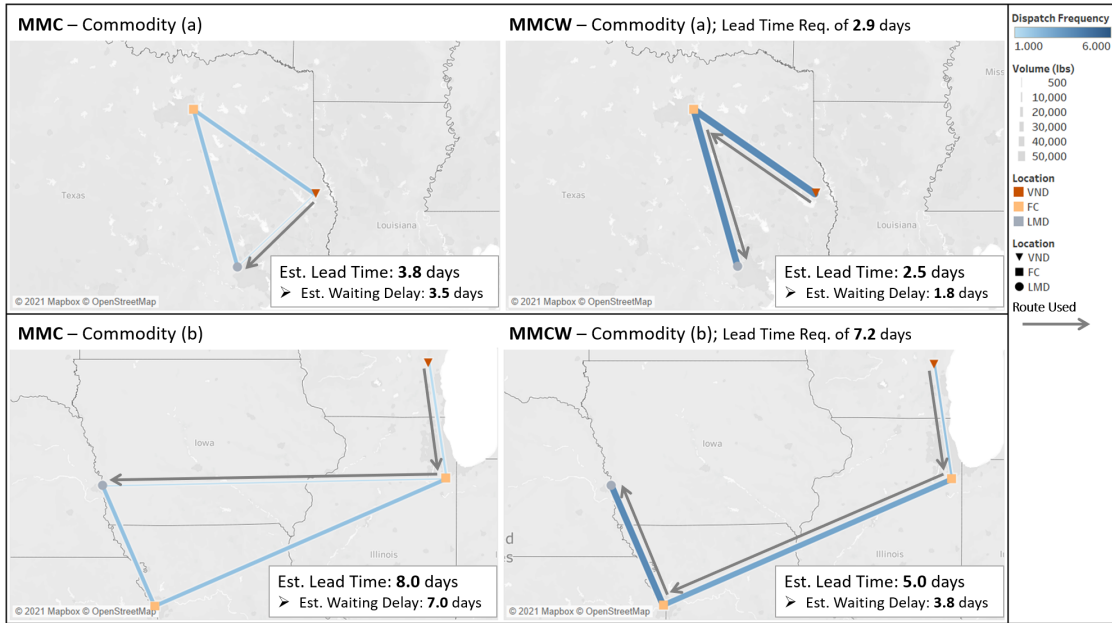 MMC – Commodity (a)
Texas
Louisiana
Est. Lead Time: 3.8 days
➢ Est. Waiting Delay: 3.5 days
© 2021 Mapbox © OpenStreetMap
MMCW – Commodity (a); Lead Time Req. of 2.9 days
Miss
Texas
Louisiana
Est. Lead Time: 2.5 days
➢ Est. Waiting Delay: 1.8 days
© 2021 Mapbox © OpenStreetMap
MMC – Commodity (b)
Iowa
Illinois
Est. Lead Time: 8.0 days
➢ Est. Waiting Delay: 7.0 days
© 2021 Mapbox © OpenStreetMap
MMCW – Commodity (b); Lead Time Req. of 7.2 days
Iowa
d
s
Illinois
Est. Lead Time: 5.0 days
➢ Est. Waiting Delay: 3.8 days
© 2021 Mapbox © OpenStreetMap
Dispatch Frequency
1.000 6.000
Volume (lbs)
500
10,000
20,000
30,000
40,000
50,000
Location
VND
FC
LMD
Location
VND
FC
LMD
Route Used